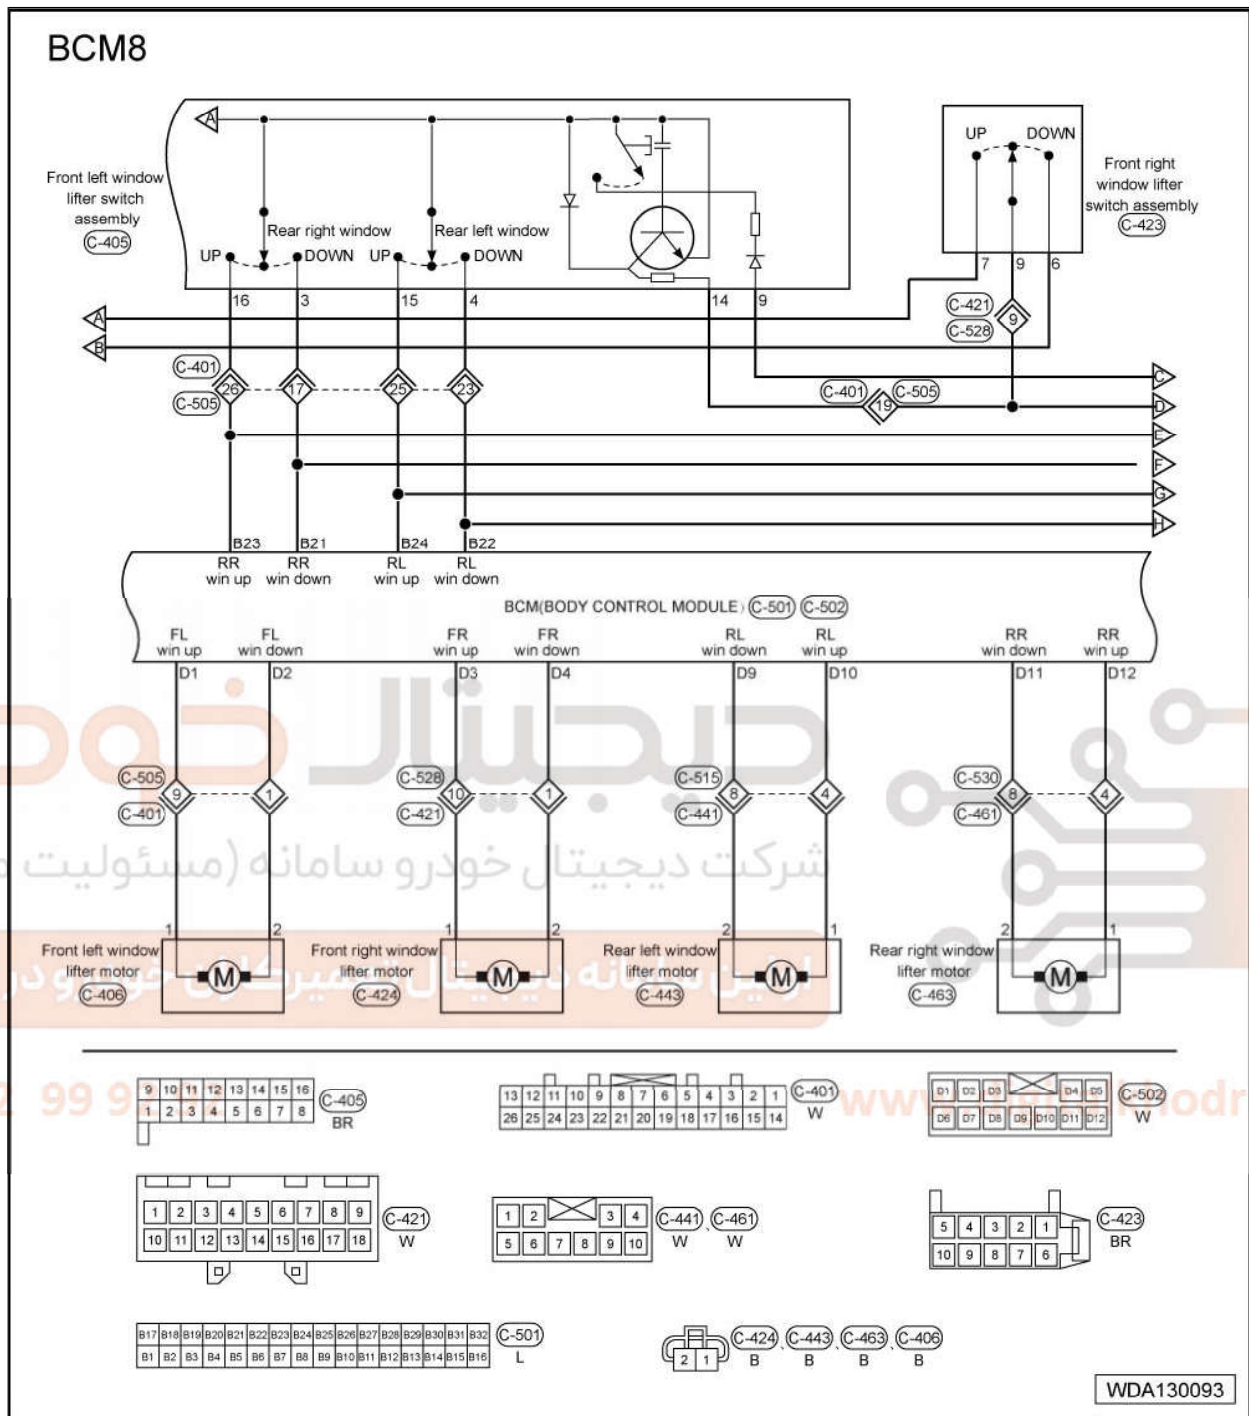 BCM8
A
Front left window
lifter switch
assembly
C-405
Rear right window
Rear left window
UP
DOWN
UP
DOWN
16
3
15
4
14
9
UP
DOWN
Front right
window lifter
switch assembly
C-423
7
9
6
A
B
C-421
9
C-528
C-401
26
17
25
23
C-505
C-401
19
C-505
C
D
E
F
G
H
B23
B21
B24
B22
RR
win up
RR
win down
RL
win up
RL
win down
BCM(BODY CONTROL MODULE)
C-501
C-502
FL
win up
FL
win down
FR
win up
FR
win down
RL
win down
RL
win up
RR
win down
RR
win up
D1
D2
D3
D4
D9
D10
D11
D12
دیجیتال خود
C-505
9
1
C-401
C-528
10
1
C-421
C-515
8
4
C-441
C-530
8
4
C-461
شرکت دیجیتال خودرو سامانه (مسئولیت
1
2
1
2
2
1
2
1
Front left window
lifter motor
C-406
M
Front right window
lifter motor
C-424
M
Rear left window
lifter motor
C-443
M
Rear right window
lifter motor
C-463
M
اولین سامانه دیجیتال تعمیرکاران خودرو در
9 10 11 12 13 14 15 16
1 2 3 4 5 6 7 8
C-405
BR
13 12 11 10 9 8 7 6 5 4 3 2 1
26 25 24 23 22 21 20 19 18 17 16 15 14
C-401
W
D1 D2 D3 D4 D5
D6 D7 D8 D9 D10 D11 D12
C-502
W
1 2 3 4 5 6 7 8 9
10 11 12 13 14 15 16 17 18
C-421
W
1 2 3 4
5 6 7 8 9 10
C-441 、 C-461
W W
5 4 3 2 1
10 9 8 7 6
C-423
BR
B17 B18 B19 B20 B21 B22 B23 B24 B25 B26 B27 B28 B29 B30 B31 B32
B1 B2 B3 B4 B5 B6 B7 B8 B9 B10 B11 B12 B13 B14 B15 B16
C-501
L
2 1
C-424 、 C-443 、 C-463 、 C-406
B B B B
WDA130093